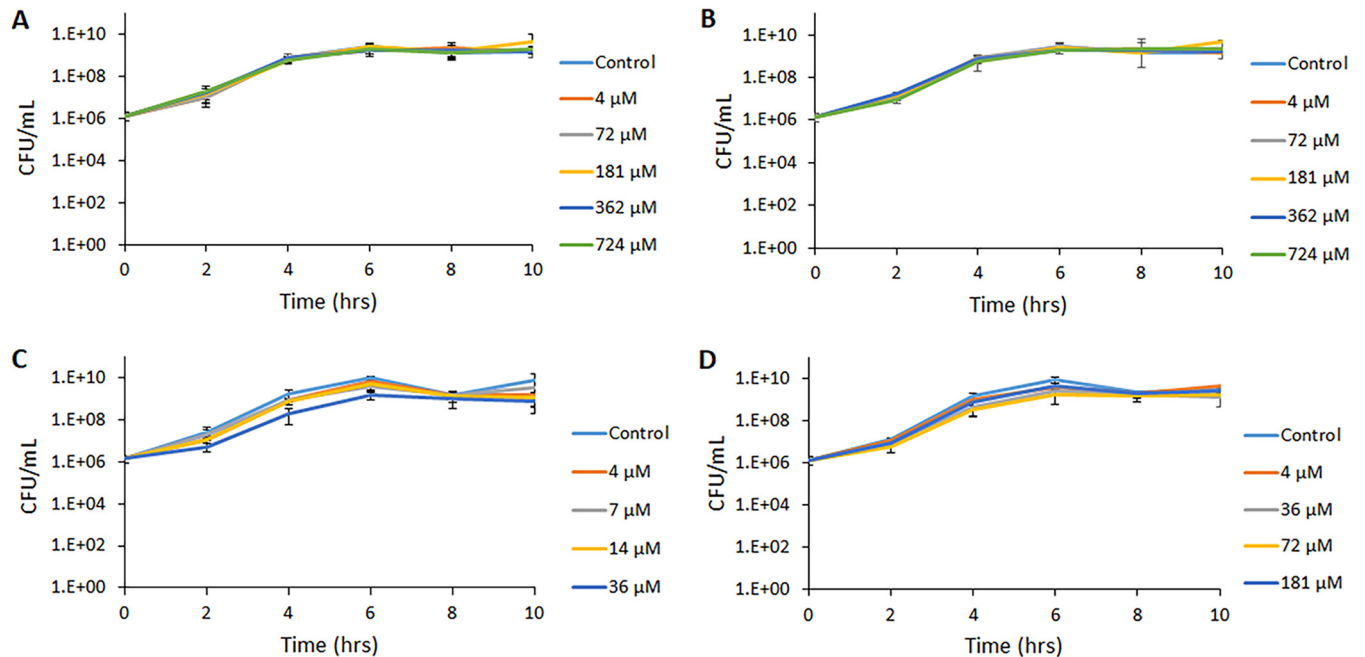 A
1.E+10
1.E+08
1.E+06
1.E+04
1.E+02
1.E+00
CFU/mL
0 2 4 6 8 10
Time (hrs)
Control
4 µM
72 µM
181 µM
362 µM
724 µM
B
1.E+10
1.E+08
1.E+06
1.E+04
1.E+02
1.E+00
CFU/mL
0 2 4 6 8 10
Time (hrs)
Control
4 µM
72 µM
181 µM
362 µM
724 µM
C
1.E+10
1.E+08
1.E+06
1.E+04
1.E+02
1.E+00
CFU/mL
0 2 4 6 8 10
Time (hrs)
Control
4 µM
7 µM
14 µM
36 µM
D
1.E+10
1.E+08
1.E+06
1.E+04
1.E+02
1.E+00
CFU/mL
0 2 4 6 8 10
Time (hrs)
Control
4 µM
36 µM
72 µM
181 µM